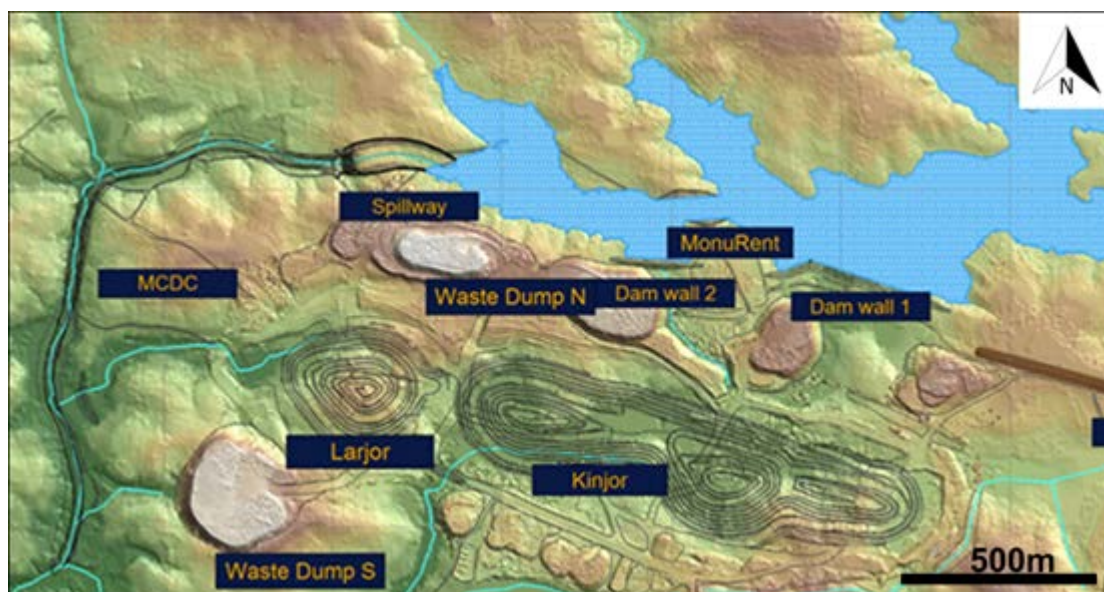 N
Spillway
MonuRent
MCDC
Waste Dump N
Dam wall 2
Dam wall 1
Larjor
Kinjor
Waste Dump S
500m